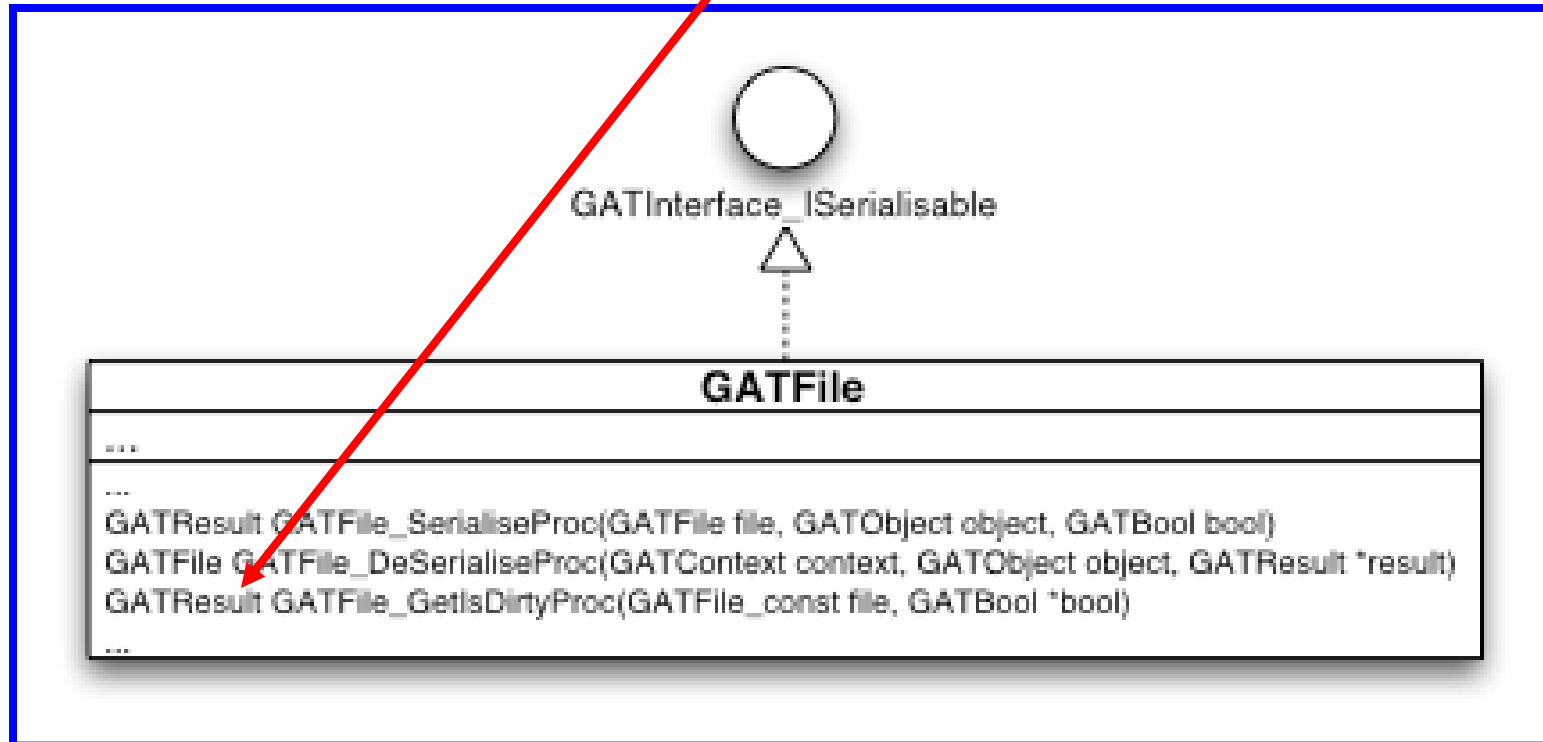 GATInterface_ISerialisable
GATFile
...
...
GATResult GATFile_SerialiseProc(GATFile file, GATObject object, GATBool bool)
GATFile GATFile_DeSerialiseProc(GATContext context, GATObject object, GATResult *result)
GATResult GATFile_GetIsDirtyProc(GATFile_const file, GATBool *bool)
...